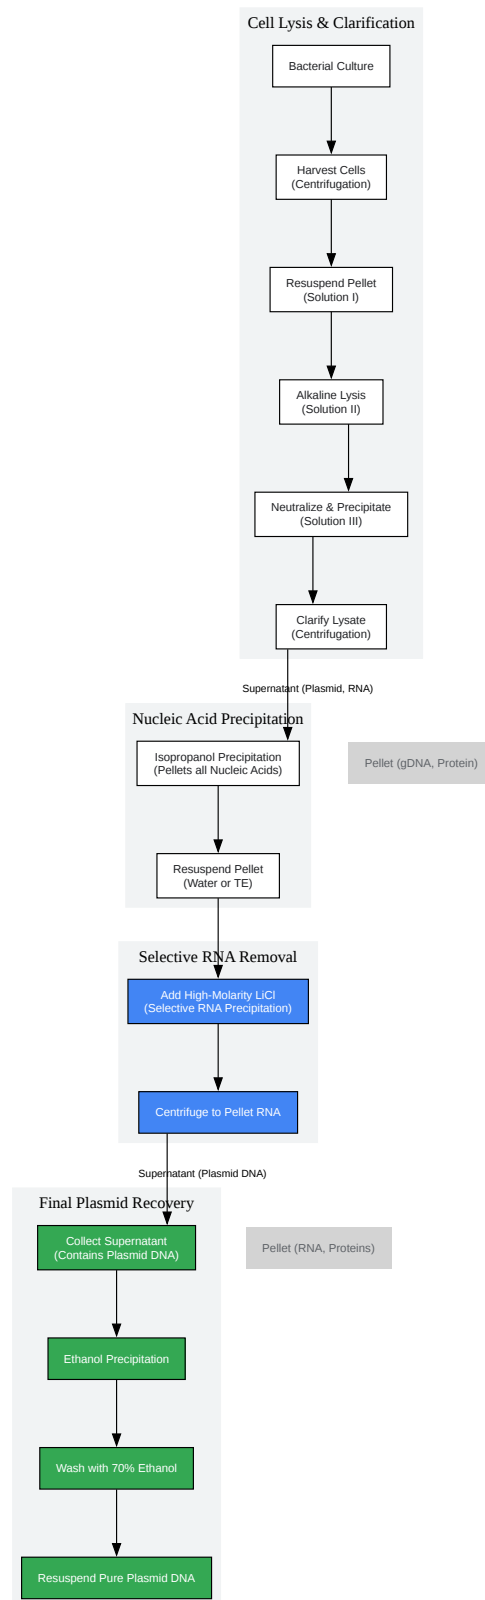 Cell Lysis & Clarification
Bacterial Culture
Harvest Cells
(Centrifugation)
Resuspend Pellet
(Solution I)
Alkaline Lysis
(Solution II)
Neutralize & Precipitate
(Solution III)
Clarify Lysate
(Centrifugation)
Supernatant (Plasmid, RNA)
Nucleic Acid Precipitation
Isopropanol Precipitation
(Pellets all Nucleic Acids)
Pellet (gDNA, Protein)
Resuspend Pellet
(Water or TE)
Selective RNA Removal
Add High-Molarity LiCl
(Selective RNA Precipitation)
Centrifuge to Pellet RNA
Supernatant (Plasmid DNA)
Final Plasmid Recovery
Collect Supernatant
(Contains Plasmid DNA)
Pellet (RNA, Proteins)
Ethanol Precipitation
Wash with 70% Ethanol
Resuspend Pure Plasmid DNA